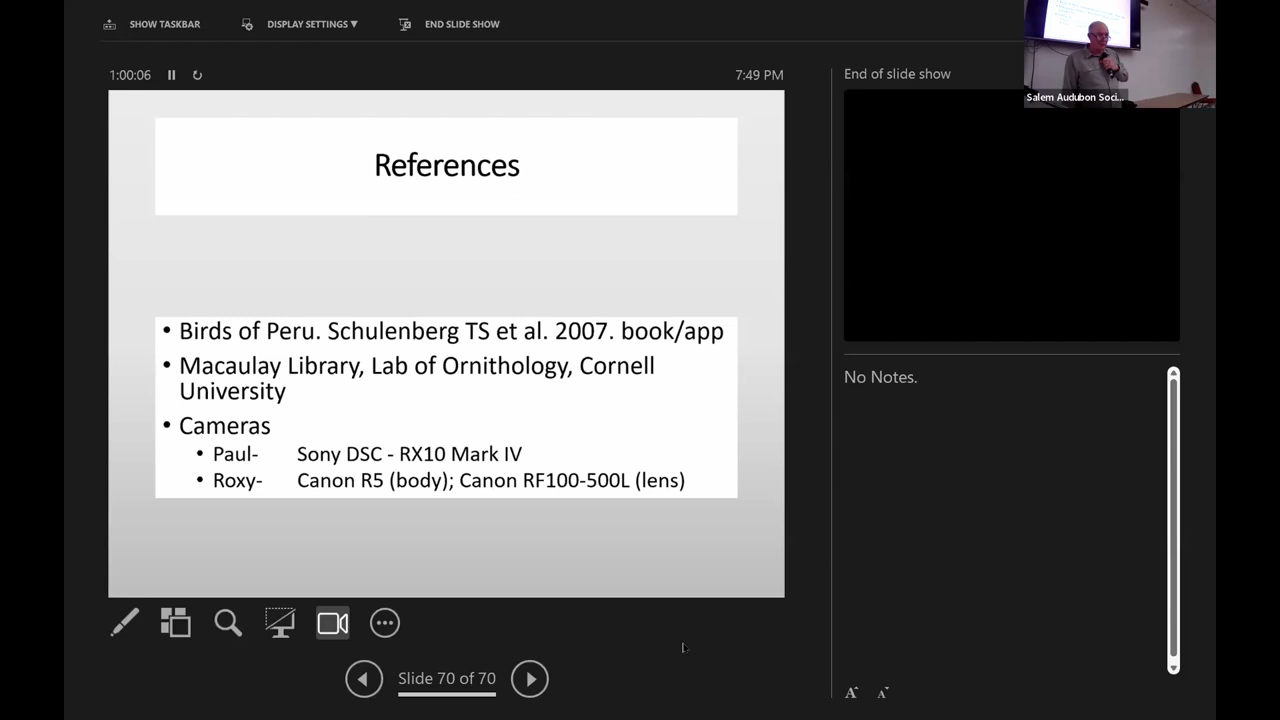 SHOW TASKBAR
DISPLAY SETTINGS ▼
END SLIDE SHOW
1:00:06
7:49 PM
End of slide show
Salem Audubon Soci...
References
• Birds of Peru. Schulenberg TS et al. 2007. book/app
• Macaulay Library, Lab of Ornithology, Cornell
University
• Cameras
• Paul- Sony DSC - RX10 Mark IV
• Roxy- Canon R5 (body); Canon RF100-500L (lens)
No Notes.
Slide 70 of 70
A A